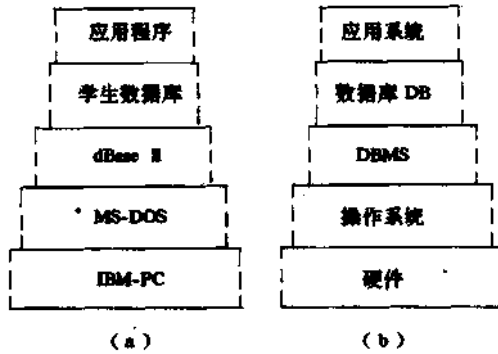 应用程序
学生数据库
dBase Ⅲ
MS-DOS
IBM-PC
(a)
应用系统
数据库 DB
DBMS
操作系统
硬件
(b)